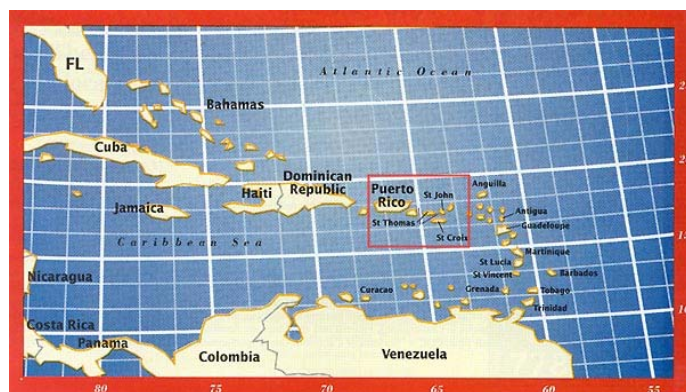 Atlantic Ocean
FL
Bahamas
Cuba
Dominican
Republic
Haiti
Puerto
Rico
St John
Anguilla
Jamaica
St Thomas
Antigua
Guadeloupe
St Croix
Caribbean Sea
Martinique
St Lucia
St Vincent
Barbados
Nicaragua
Curacao
Grenada
Tobago
Trinidad
Costa Rica
Panama
Colombia
Venezuela
80
75
70
65
60
55